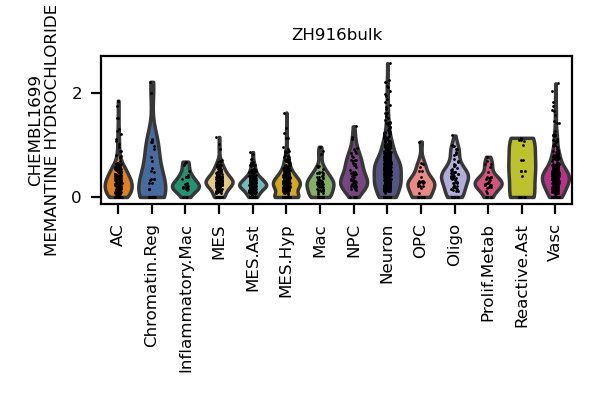 ZH916bulk
CHEMBL1699
MEMANTINE HYDROCHLORIDE
2
0
AC
Chromatin.Reg
Inflammatory.Mac
MES
MES.Ast
MES.Hyp
Mac
NPC
Neuron
OPC
Oligo
Prolif.Metab
Reactive.Ast
Vasc